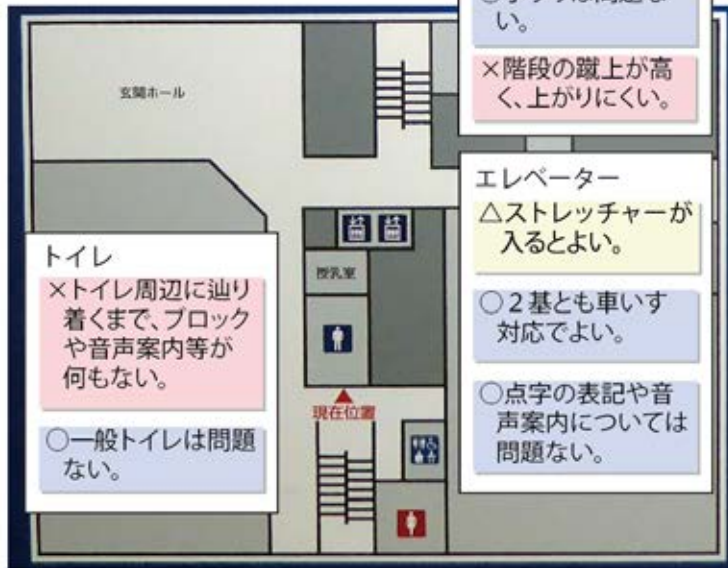 い。
×階段の蹴上が高
く、上がりにくい。
玄関ホール
エレベーター
△ストレッチャーが
入るとよい。
○２基とも車いす
対応でよい。
○点字の表記や音
声案内については
問題ない。
トイレ
×トイレ周辺に辿り
着くまで、ブロック
や音声案内等が
何もない。
○一般トイレは問題
ない。
授乳室
現在位置